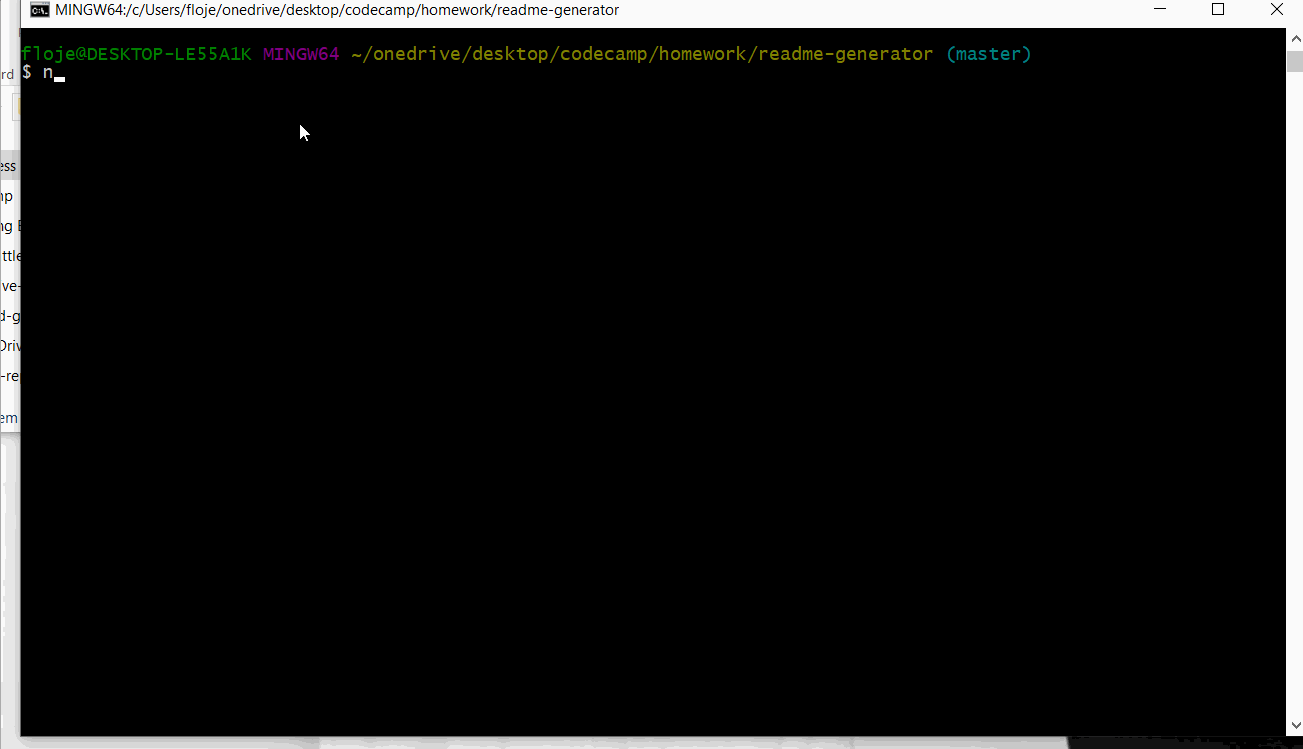 MINGW64:/c/Users/floje/onedrive/desktop/codecamp/homework/readme-generator
floje@DESKTOP-LE55A1K MINGW64 ~/onedrive/desktop/codecamp/homework/readme-generator (master)
$ n
rd
ess
mp
ng E
ttle
ve-
d-g
Driv
-re
em